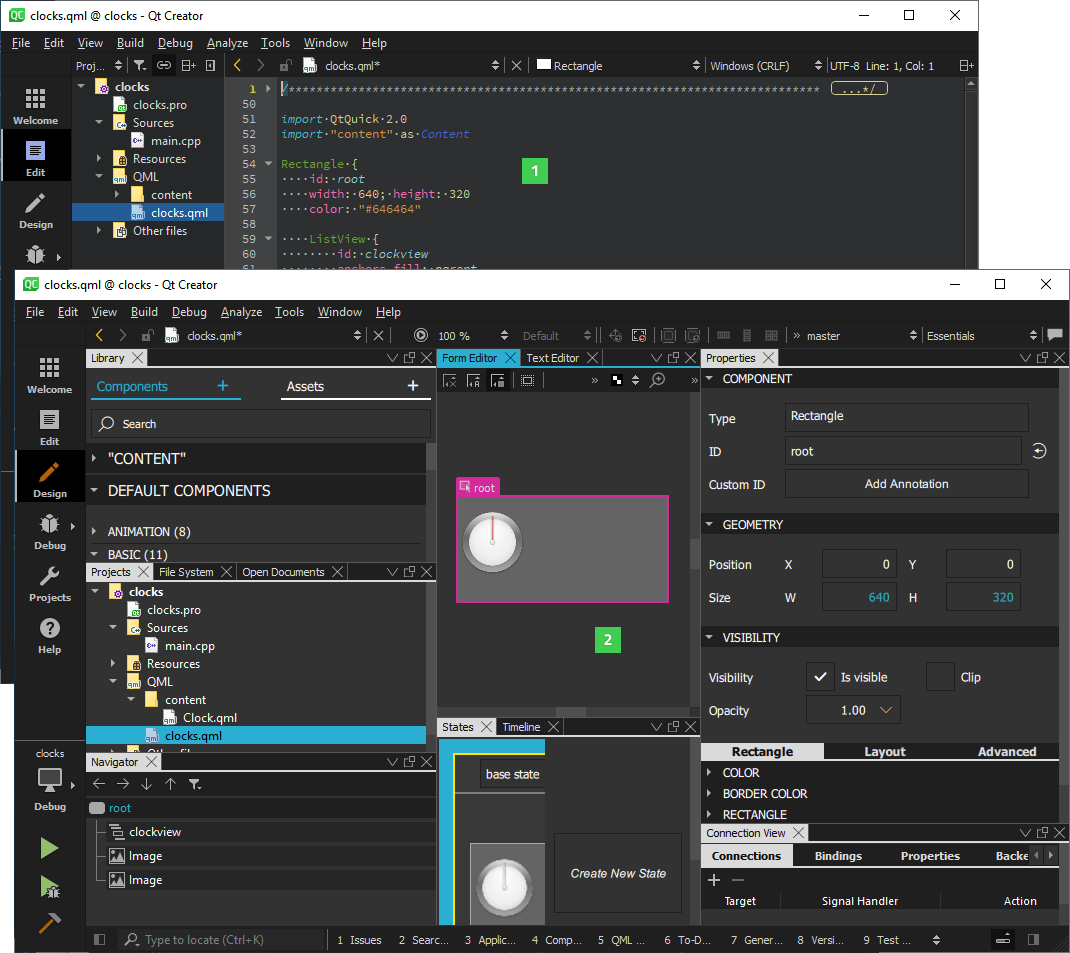 clocks.qml @ clocks - Qt Creator
File Edit View Build Debug Analyze Tools Window Help
Proj... clocks.qml* Rectangle Windows (CRLF) UTF-8 Line: 1, Col: 1
Welcome
Edit
Design
clocks
clocks.pro
Sources
main.cpp
Resources
QML
content
clocks.qml
Other files
1 /**************************************************************************** ...*/
50
51 import QtQuick 2.0
52 import "content" as Content
53
54 Rectangle {
55 ····id: root
56 ····width: 640; height: 320
57 ····color: "#646464"
58
59 ····ListView {
60 ········id: clockview
61 ········anchors.fill: parent
1
clocks.qml @ clocks - Qt Creator
File Edit View Build Debug Analyze Tools Window Help
clocks.qml* 100 % Default » master Essentials
Welcome
Edit
Design
Debug
Projects
Help
clocks
Debug
Library
Components + Assets +
Search
"CONTENT"
DEFAULT COMPONENTS
ANIMATION (8)
BASIC (11)
Projects File System Open Documents
clocks
clocks.pro
Sources
main.cpp
Resources
QML
content
Clock.qml
clocks.qml
Other files
Navigator
root
clockview
Image
Image
Form Editor Text Editor
» »
root
2
States Timeline
base state
Create New State
Properties
COMPONENT
Type Rectangle
ID root
Custom ID Add Annotation
GEOMETRY
Position X 0 Y 0
Size W 640 H 320
VISIBILITY
Visibility Is visible Clip
Opacity 1.00
Rectangle Layout Advanced
COLOR
BORDER COLOR
RECTANGLE
Connection View
Connections Bindings Properties Backe
+ −
Target Signal Handler Action
Type to locate (Ctrl+K) 1 Issues 2 Searc... 3 Applic... 4 Comp... 5 QML ... 6 To-D... 7 Gener... 8 Versi... 9 Test ...